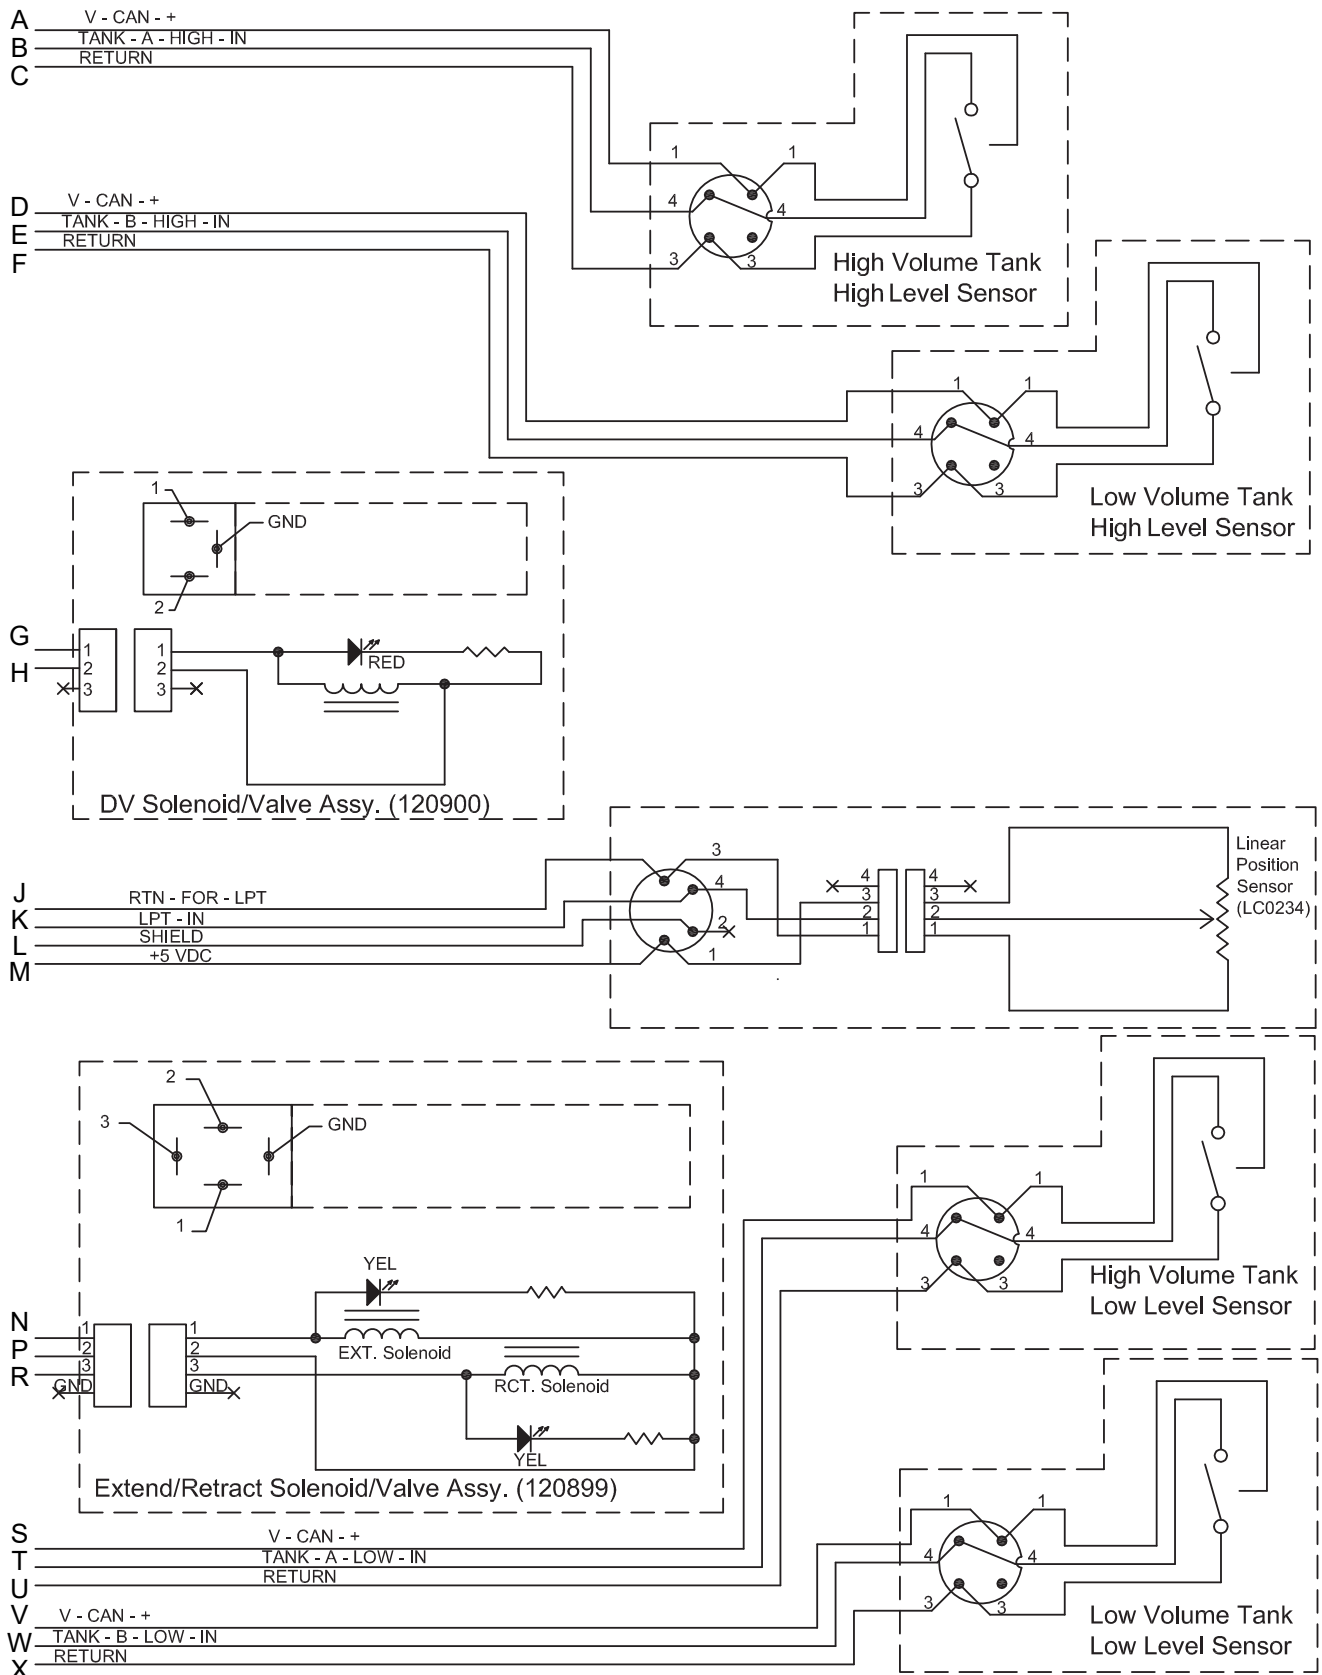 A V - CAN - +
B TANK - A - HIGH - IN
C RETURN
1 1
4 4
3 3
High Volume Tank
High Level Sensor
D V - CAN - +
E TANK - B - HIGH - IN
F RETURN
1 1
4 4
3 3
Low Volume Tank
High Level Sensor
1
GND
2
G 1 1
H 2 2
3 3
RED
DV Solenoid/Valve Assy. (120900)
J RTN - FOR - LPT
K LPT - IN
L SHIELD
M +5 VDC
3
4
2
1
4 4
3 3
2 2
1 1
Linear
Position
Sensor
(LC0234)
2
3 GND
1
YEL
N 1 1
P 2 2
R 3 3
GND GND
EXT. Solenoid
RCT. Solenoid
YEL
Extend/Retract Solenoid/Valve Assy. (120899)
1 1
4 4
3 3
High Volume Tank
Low Level Sensor
S V - CAN - +
T TANK - A - LOW - IN
U RETURN
V V - CAN - +
W TANK - B - LOW - IN
X RETURN
1 1
4 4
3 3
Low Volume Tank
Low Level Sensor